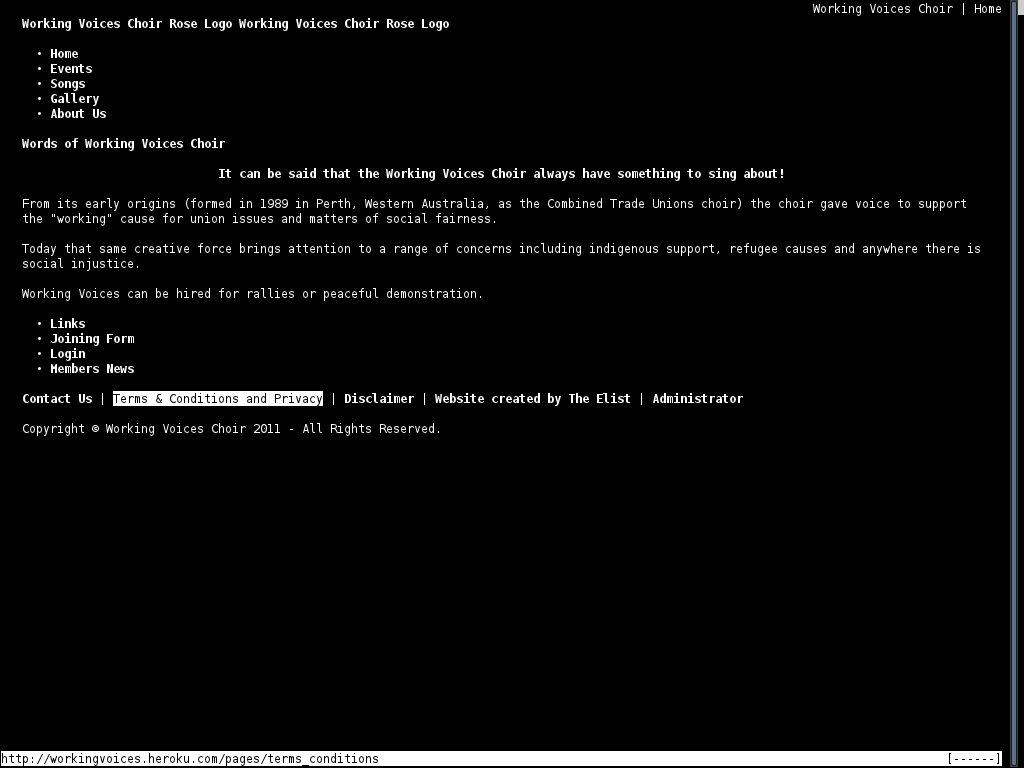 Working Voices Choir | Home
Working Voices Choir Rose Logo Working Voices Choir Rose Logo
• Home
• Events
• Songs
• Gallery
• About Us
Words of Working Voices Choir
It can be said that the Working Voices Choir always have something to sing about!
From its early origins (formed in 1989 in Perth, Western Australia, as the Combined Trade Unions choir) the choir gave voice to support
the "working" cause for union issues and matters of social fairness.
Today that same creative force brings attention to a range of concerns including indigenous support, refugee causes and anywhere there is
social injustice.
Working Voices can be hired for rallies or peaceful demonstration.
• Links
• Joining Form
• Login
• Members News
Contact Us | Terms & Conditions and Privacy | Disclaimer | Website created by The Elist | Administrator
Copyright © Working Voices Choir 2011 - All Rights Reserved.
http://workingvoices.heroku.com/pages/terms_conditions [------]